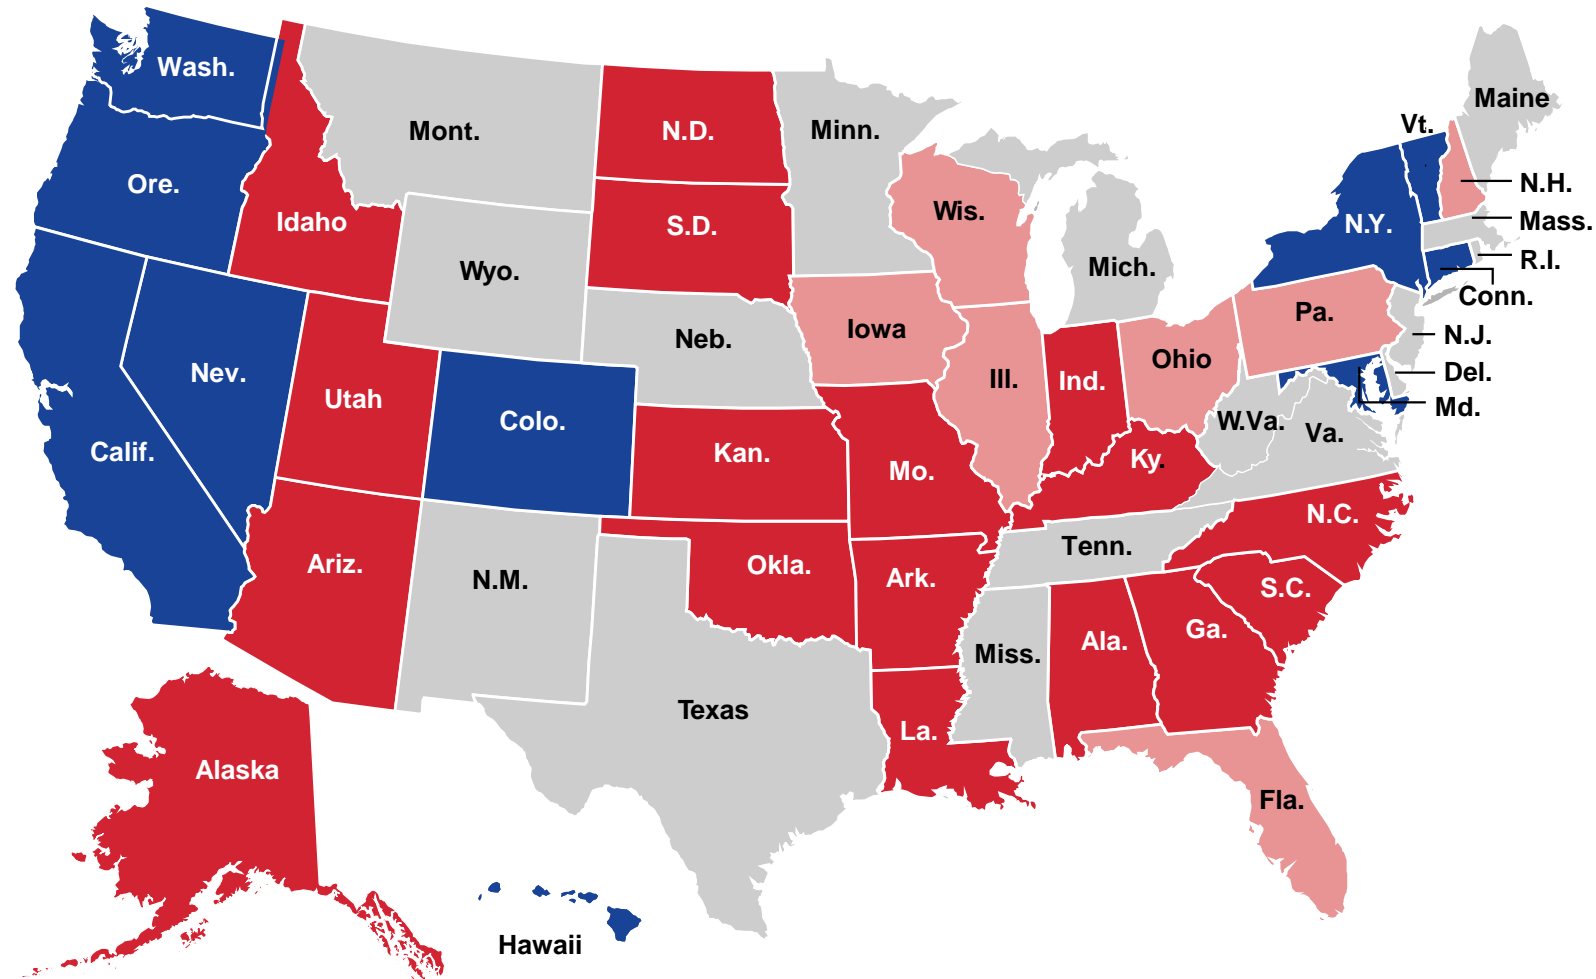 Wash.
Maine
Mont.
N.D.
Minn.
Vt.
Ore.
N.H.
Idaho
S.D.
Wis.
N.Y.
Mass.
Wyo.
Mich.
R.I.
Conn.
Neb.
Iowa
Pa.
N.J.
Nev.
Utah
Ill.
Ind.
Ohio
Del.
Md.
Colo.
W.Va.
Va.
Calif.
Kan.
Mo.
Ky.
N.C.
Ariz.
N.M.
Okla.
Ark.
Tenn.
S.C.
Miss.
Ala.
Ga.
Texas
La.
Alaska
Fla.
Hawaii